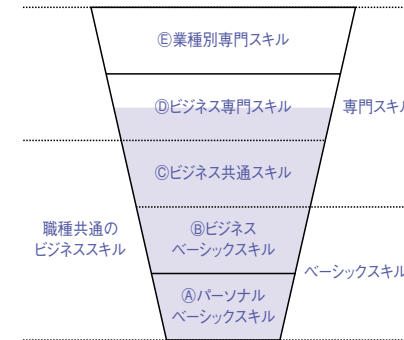 Ⓔ業種別専門スキル
Ⓓビジネス専門スキル
専門スキル
Ⓒビジネス共通スキル
職種共通の
ビジネススキル
Ⓑビジネス
ベーシックスキル
ベーシックスキル
Ⓐパーソナル
ベーシックスキル